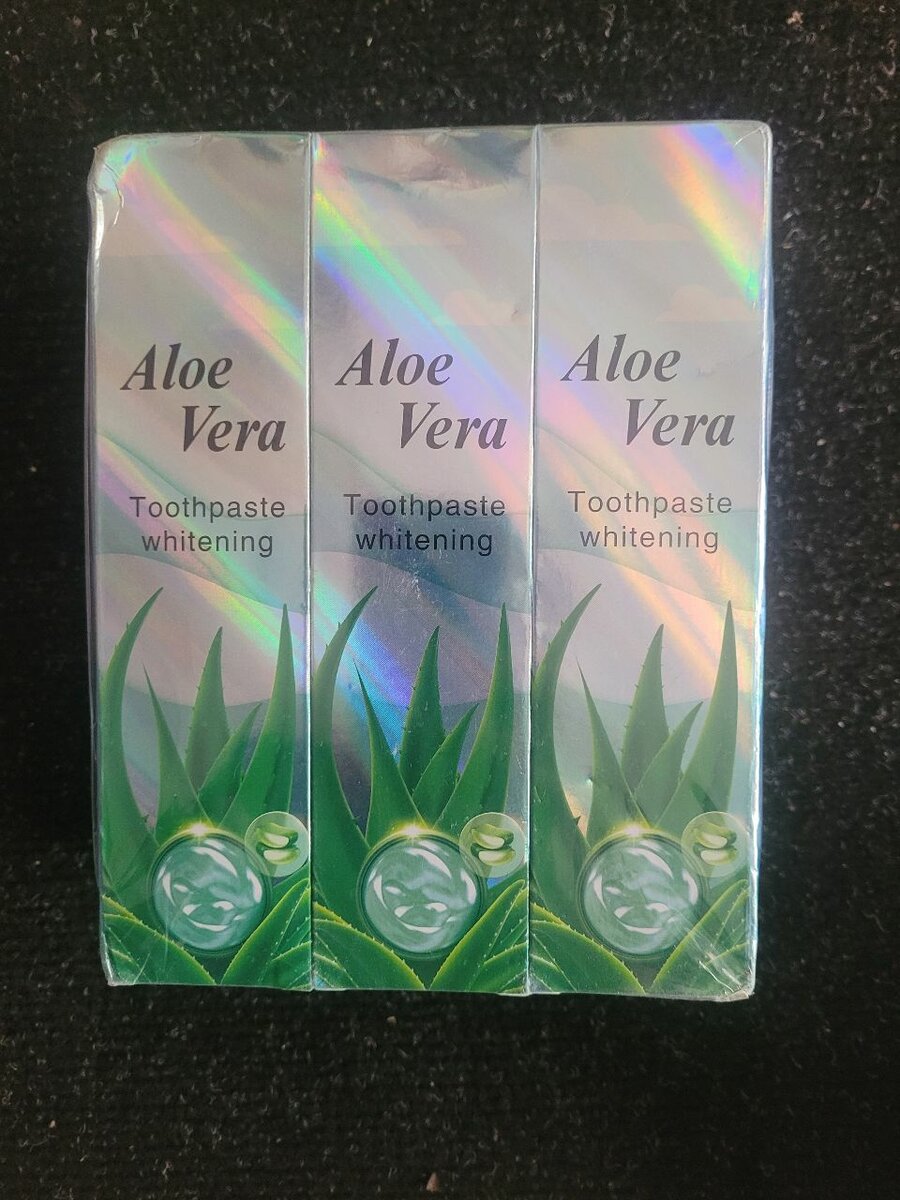 Aloe
Vera
Toothpaste
whitening
Aloe
Vera
Toothpaste
whitening
Aloe
Vera
Toothpaste
whitening